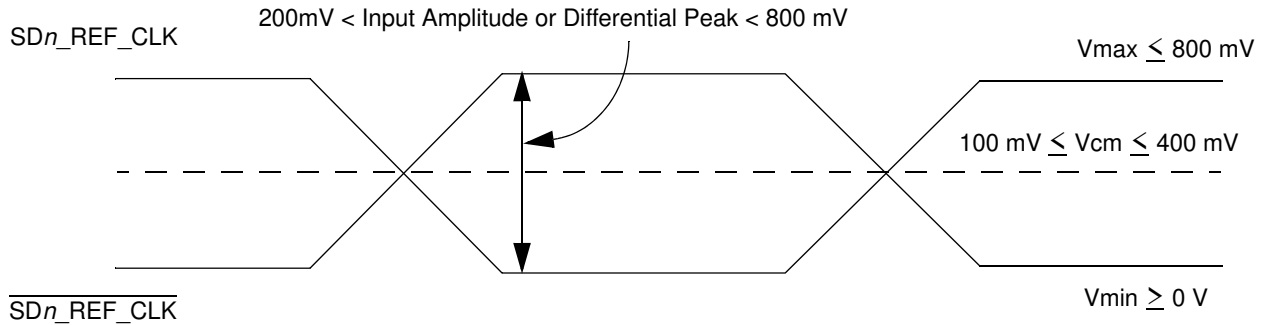 200mV < Input Amplitude or Differential Peak < 800 mV
SDn_REF_CLK
Vmax ≤ 800 mV
100 mV ≤ Vcm ≤ 400 mV
Vmin ≥ 0 V
SDn_REF_CLK